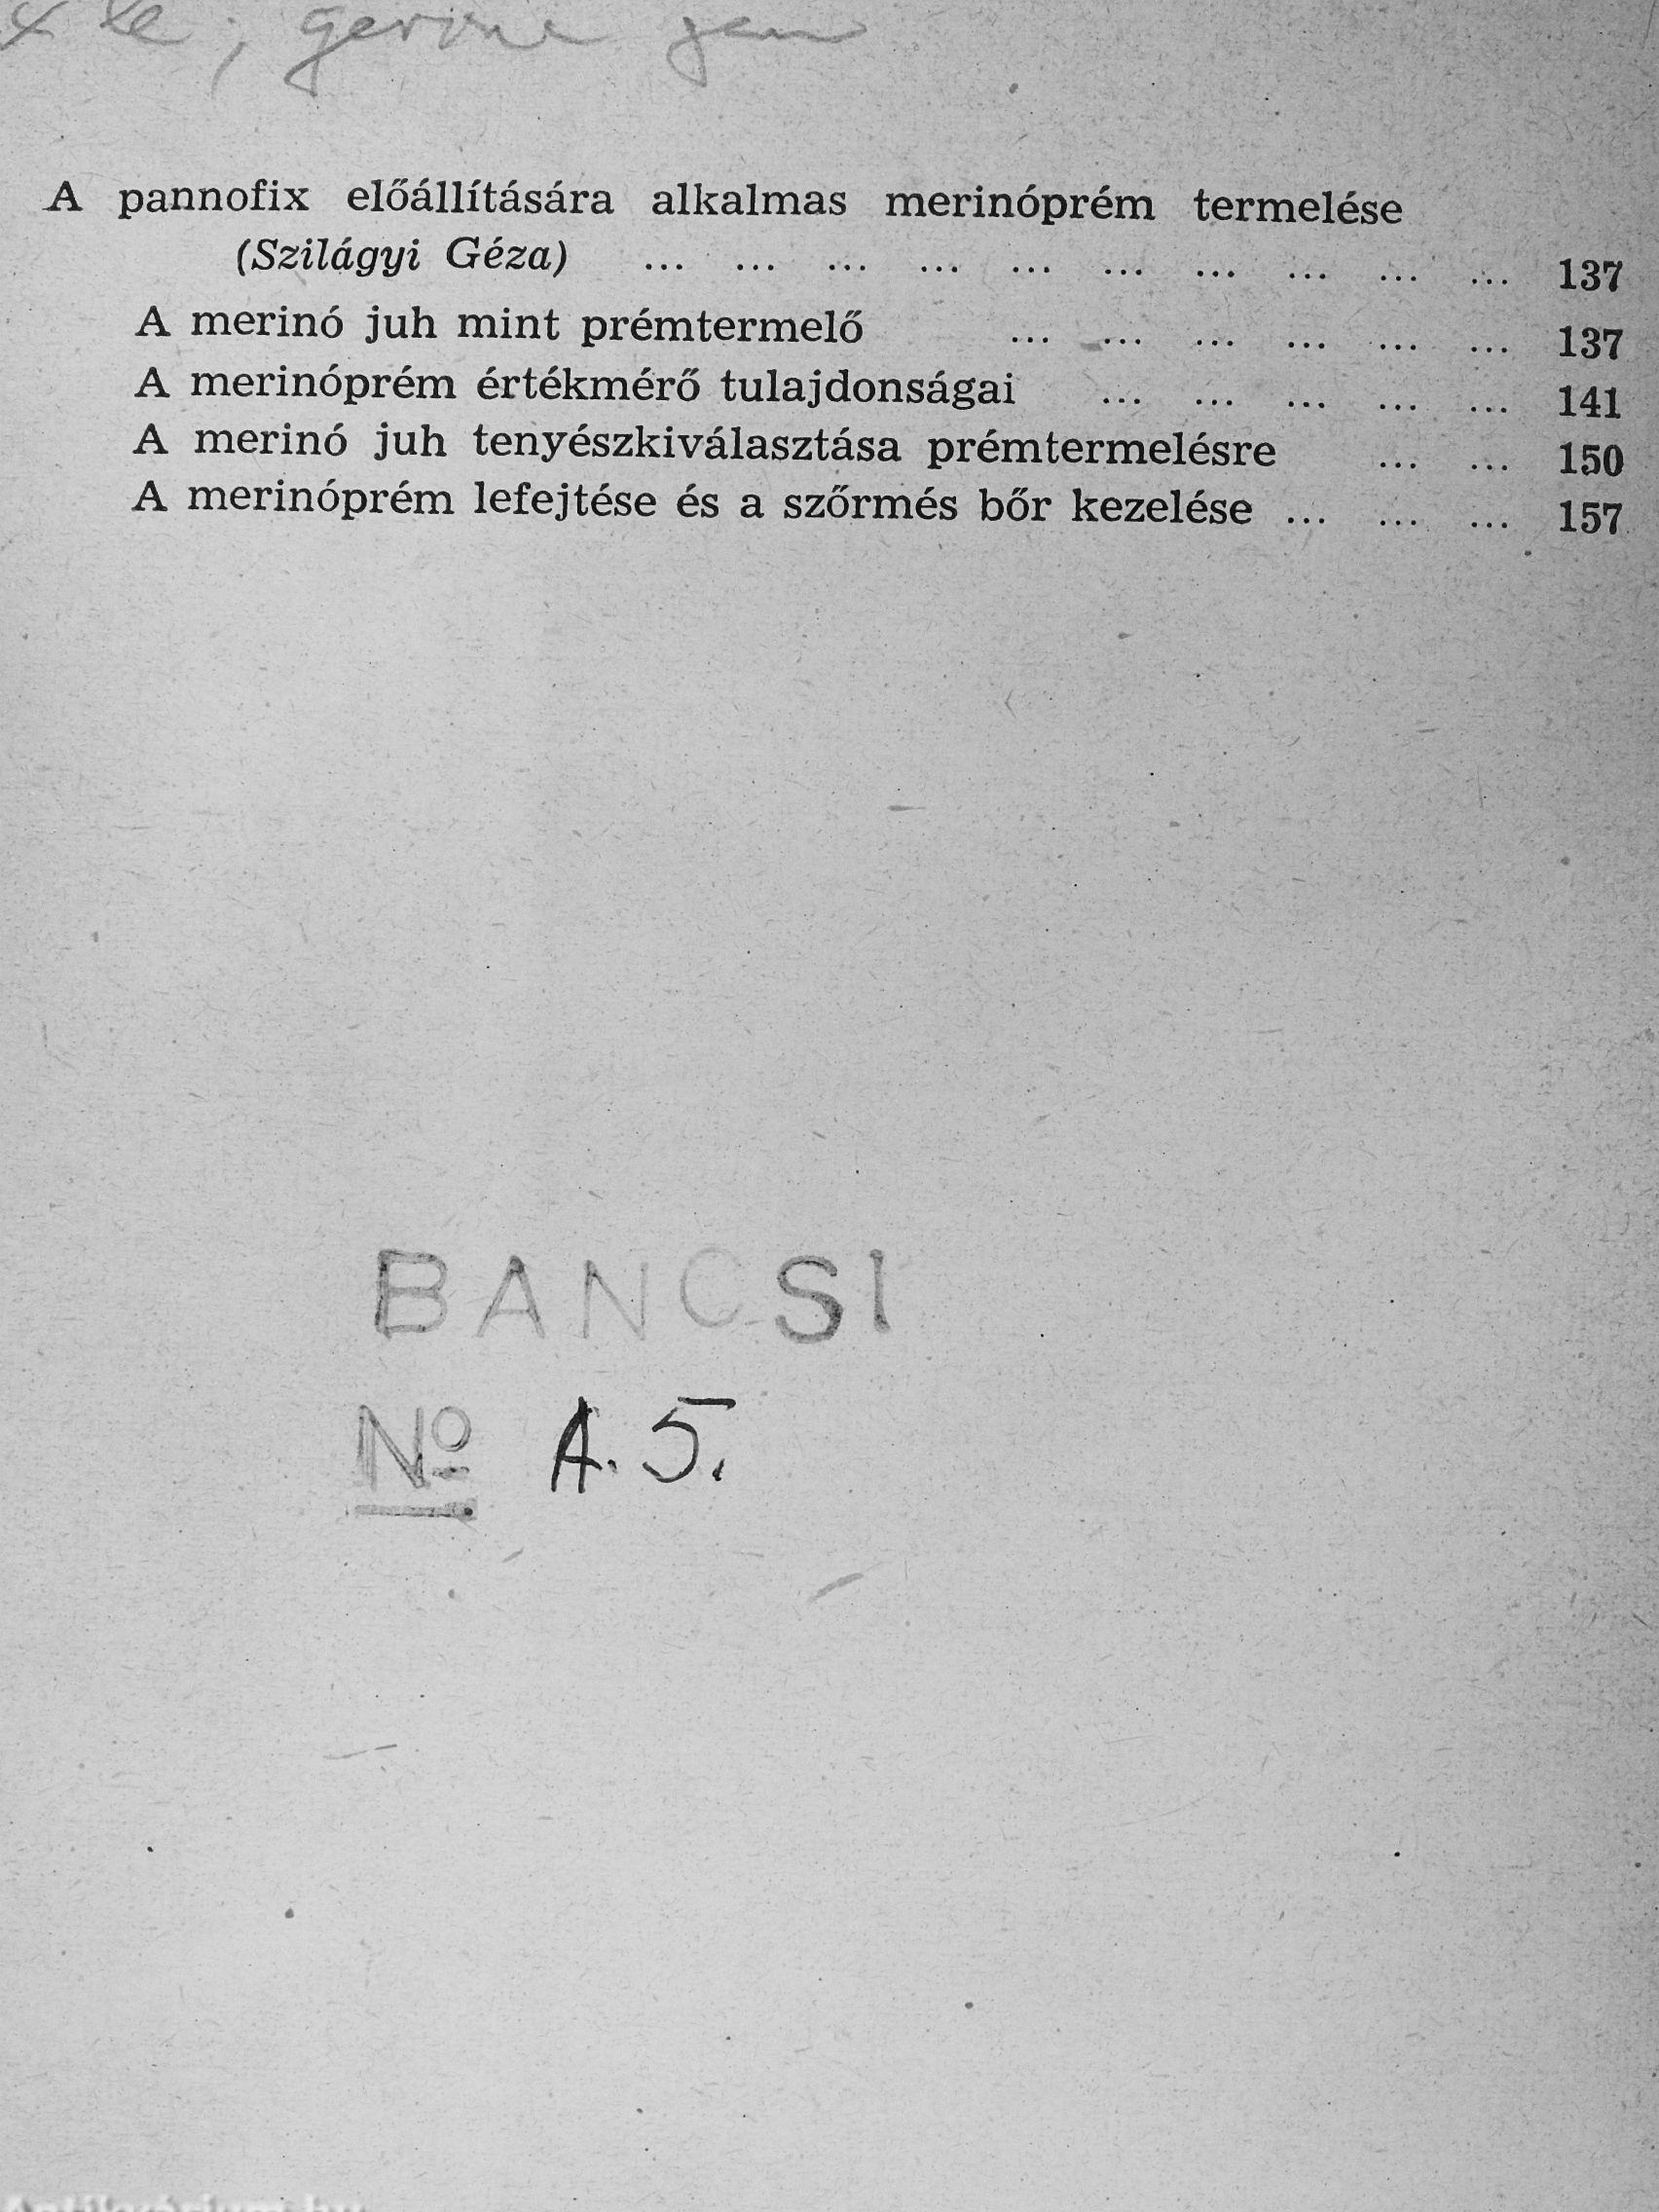 A pannofix előállítására alkalmas merinóprém termelése
(Szilágyi Géza) ... ... ... ... ... ... ... ... ... ... 137
A merinó juh mint prémtermelő ... ... ... ... ... ... 137
A merinóprém értékmérő tulajdonságai ... ... ... ... ... 141
A merinó juh tenyészkiválasztása prémtermelésre ... ... 150
A merinóprém lefejtése és a szőrmés bőr kezelése ... ... ... 157
BANCSI
Nº A.5.